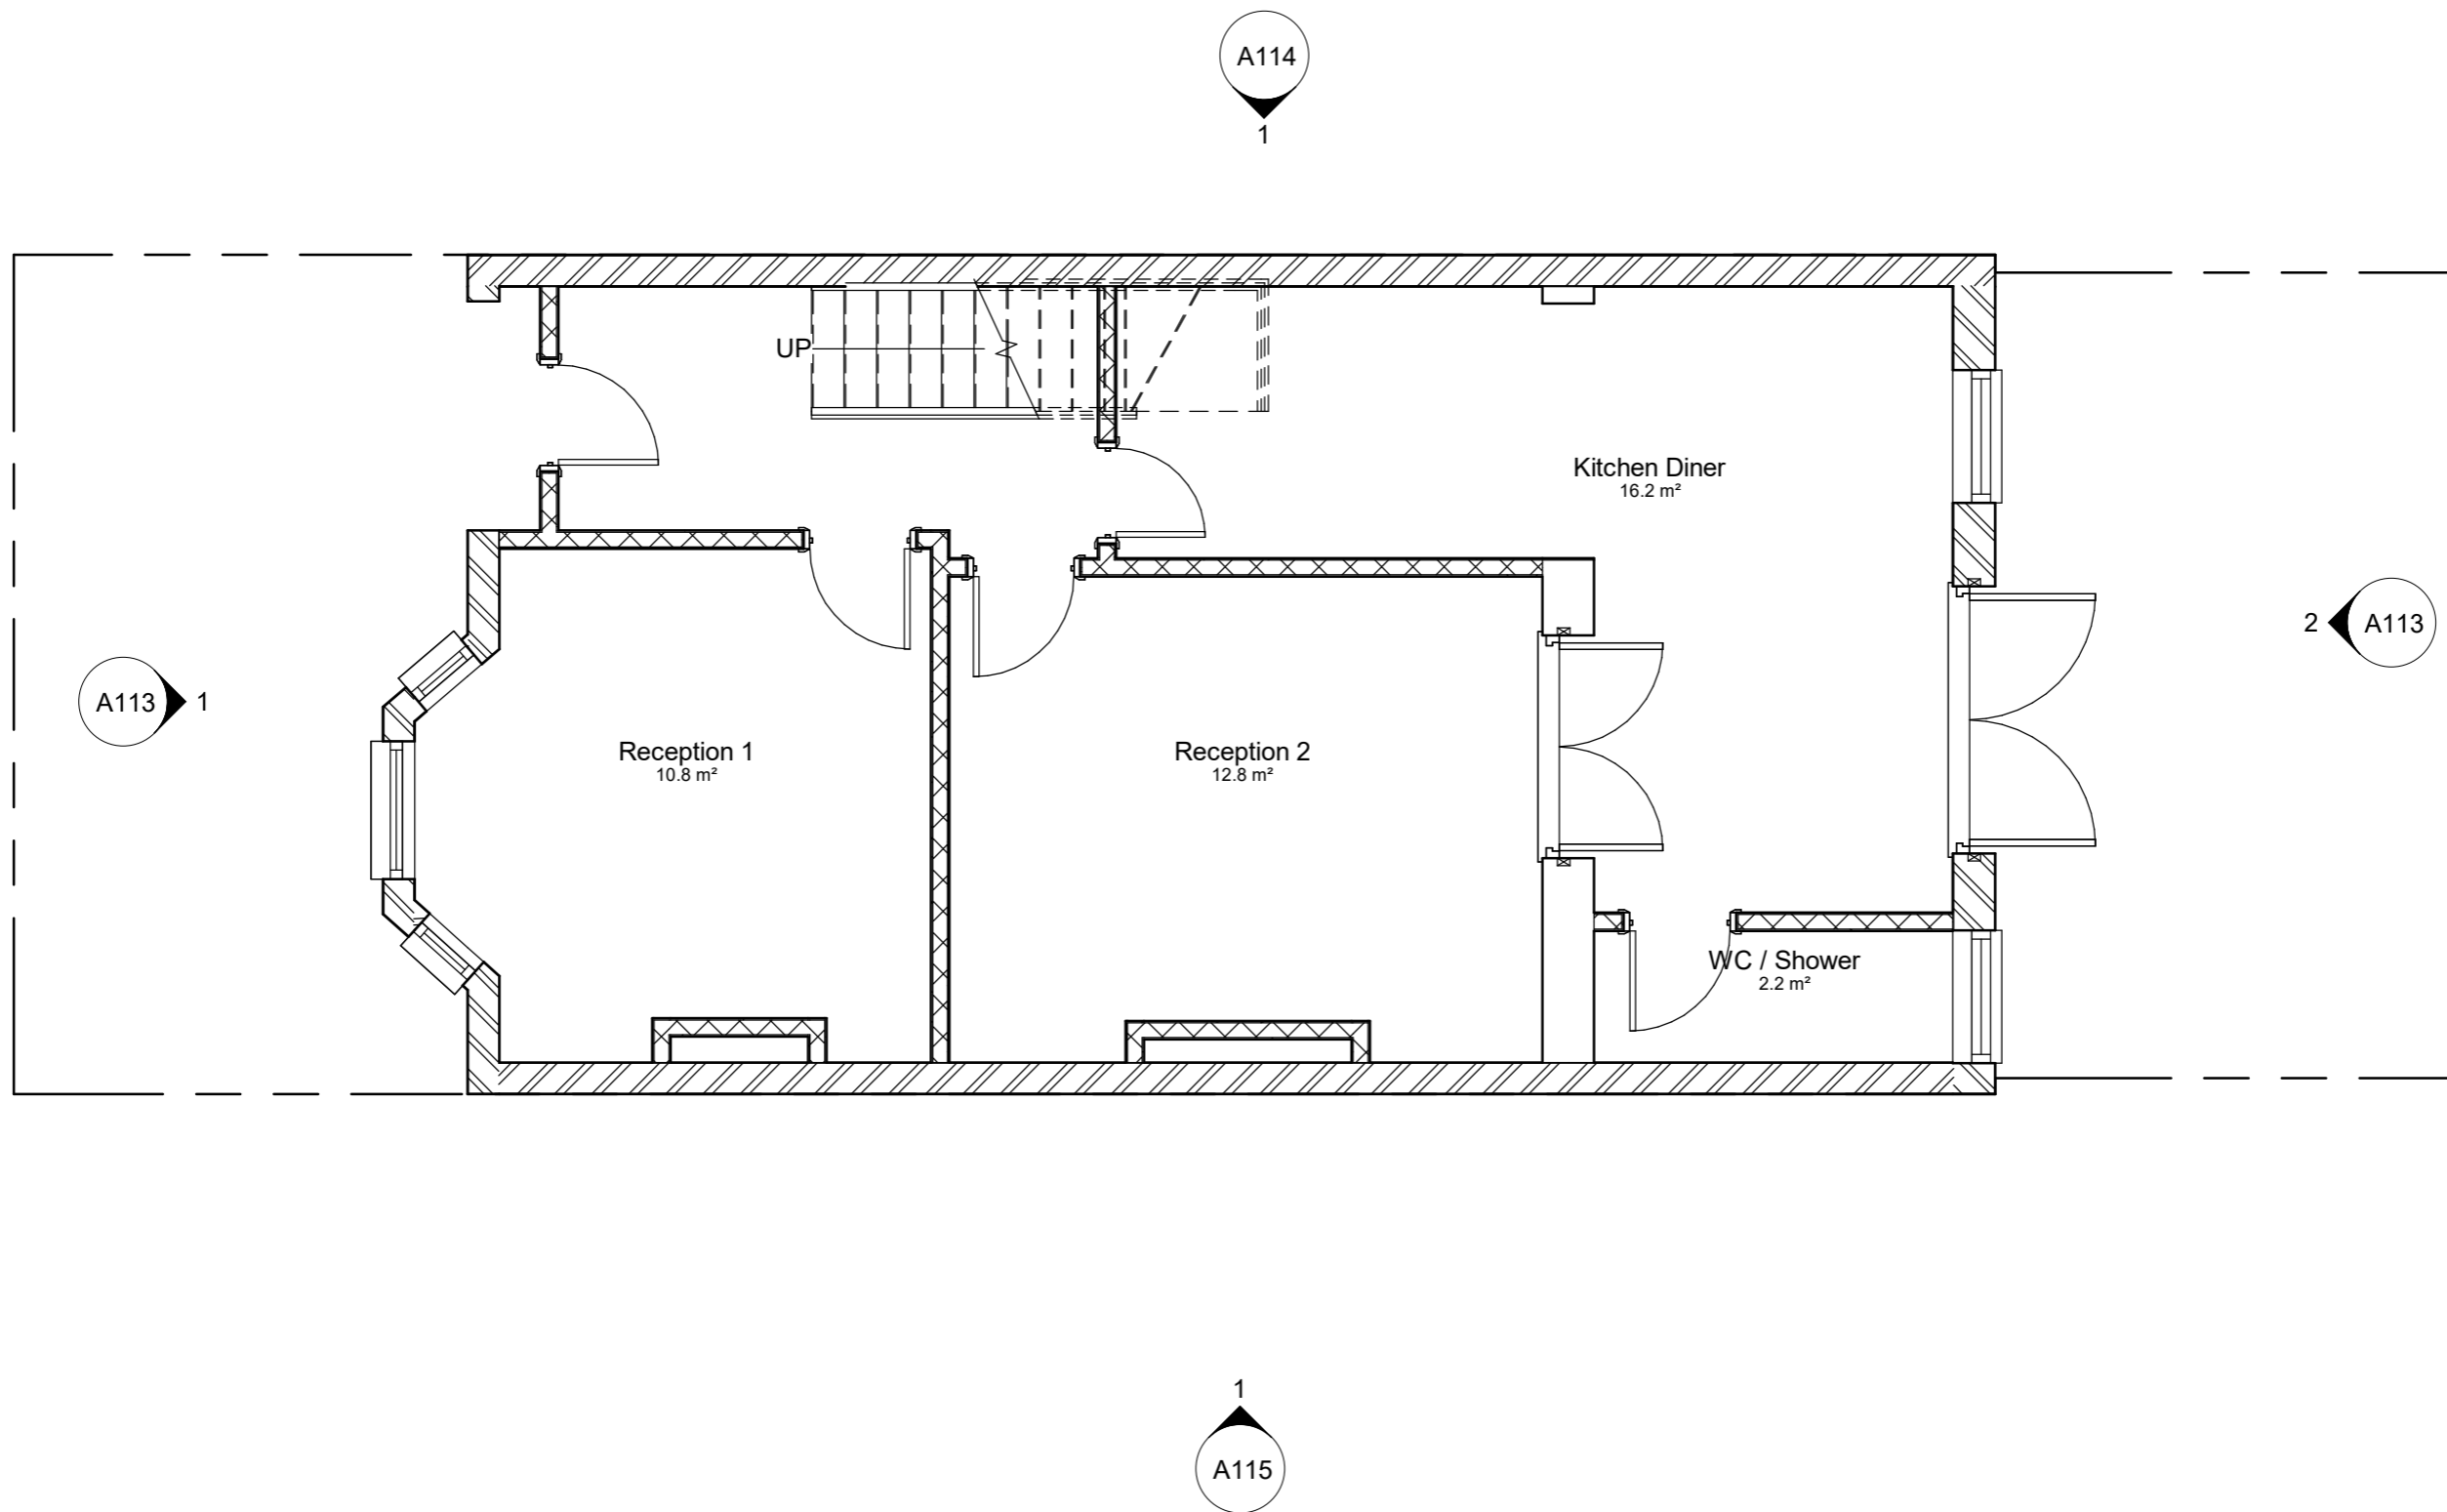 A114
1
UP
Kitchen Diner
16.2 m²
2
A113
A113
1
Reception 1
10.8 m²
Reception 2
12.8 m²
WC / Shower
2.2 m²
1
A115